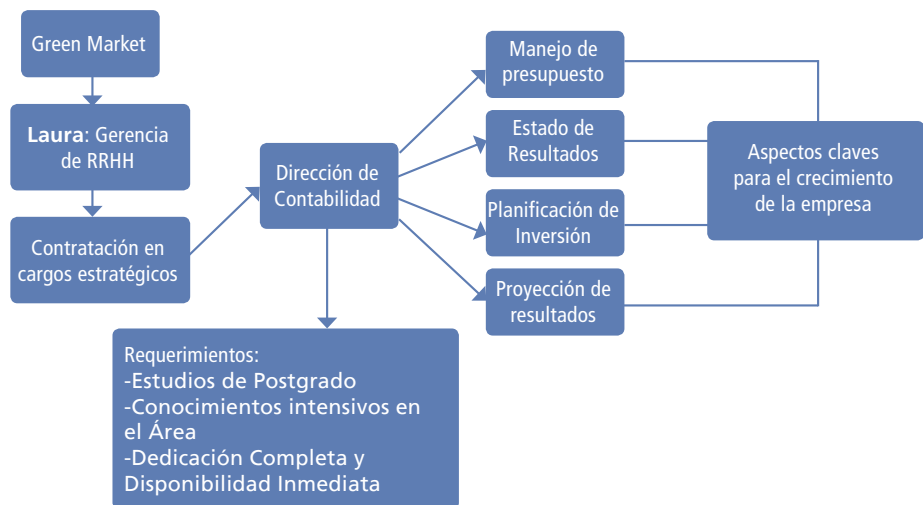 Green Market
Laura: Gerencia
de RRHH
Contratación en
cargos estratégicos
Dirección de
Contabilidad
Manejo de
presupuesto
Estado de
Resultados
Planificación de
Inversión
Proyección de
resultados
Aspectos claves
para el crecimiento
de la empresa
Requerimientos:
-Estudios de Postgrado
-Conocimientos intensivos en
el Área
-Dedicación Completa y
Disponibilidad Inmediata